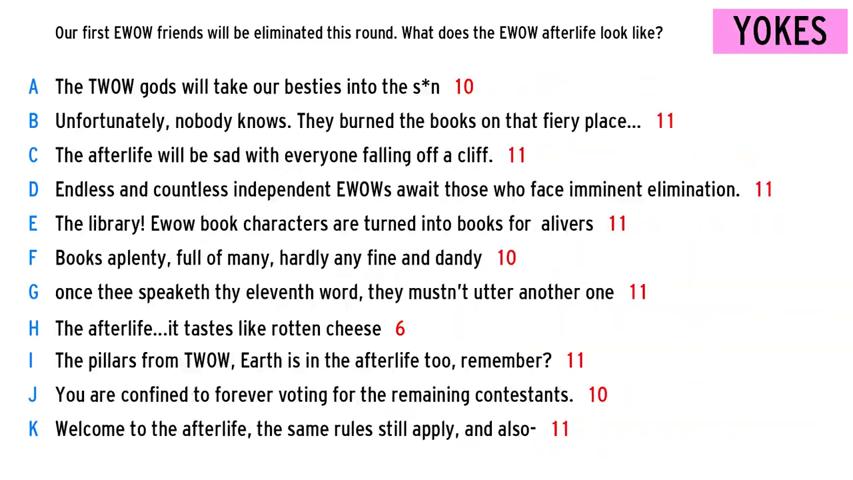 Our first EWOW friends will be eliminated this round. What does the EWOW afterlife look like?
YOKES
A The TWOW gods will take our besties into the s*n 10
B Unfortunately, nobody knows. They burned the books on that fiery place... 11
C The afterlife will be sad with everyone falling off a cliff. 11
D Endless and countless independent EWOWs await those who face imminent elimination. 11
E The library! Ewow book characters are turned into books for  alivers 11
F Books aplenty, full of many, hardly any fine and dandy 10
G once thee speaketh thy eleventh word, they mustn't utter another one 11
H The afterlife...it tastes like rotten cheese 6
I The pillars from TWOW, Earth is in the afterlife too, remember? 11
J You are confined to forever voting for the remaining contestants. 10
K Welcome to the afterlife, the same rules still apply, and also- 11